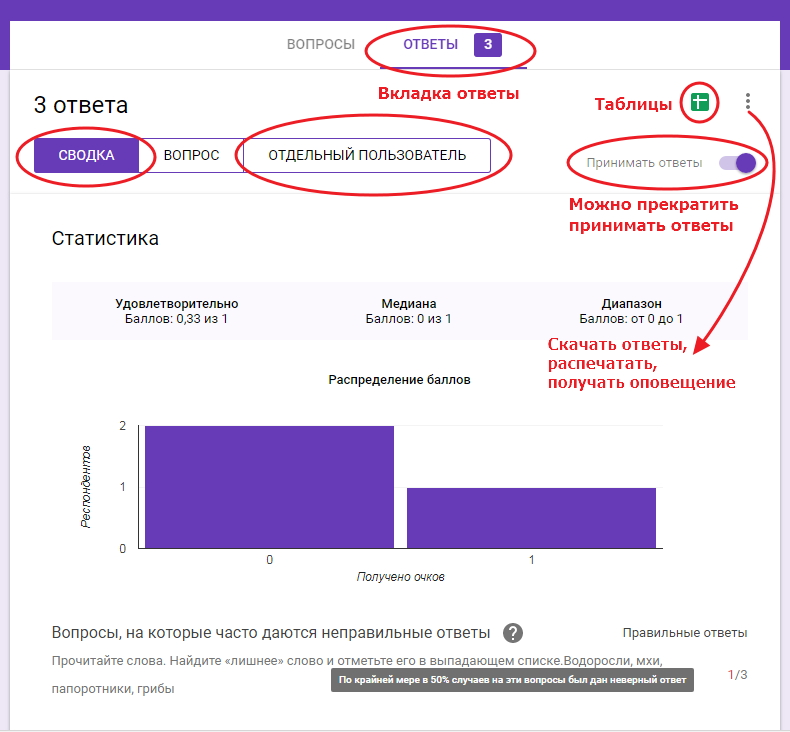 ВОПРОСЫ
ОТВЕТЫ 3
Вкладка ответы
3 ответа
Таблицы
СВОДКА
ВОПРОС
ОТДЕЛЬНЫЙ ПОЛЬЗОВАТЕЛЬ
Принимать ответы
Можно прекратить
принимать ответы
Статистика
Удовлетворительно
Баллов: 0,33 из 1
Медиана
Баллов: 0 из 1
Диапазон
Баллов: от 0 до 1
Скачать ответы,
распечатать,
получать оповещение
Распределение баллов
Респондентов
2
1
0
0
1
Получено очков
Вопросы, на которые часто даются неправильные ответы ?
Правильные ответы
Прочитайте слова. Найдите «лишнее» слово и отметьте его в выпадающем списке.Водоросли, мхи,
папоротники, грибы
1/3
По крайней мере в 50% случаев на эти вопросы был дан неверный ответ